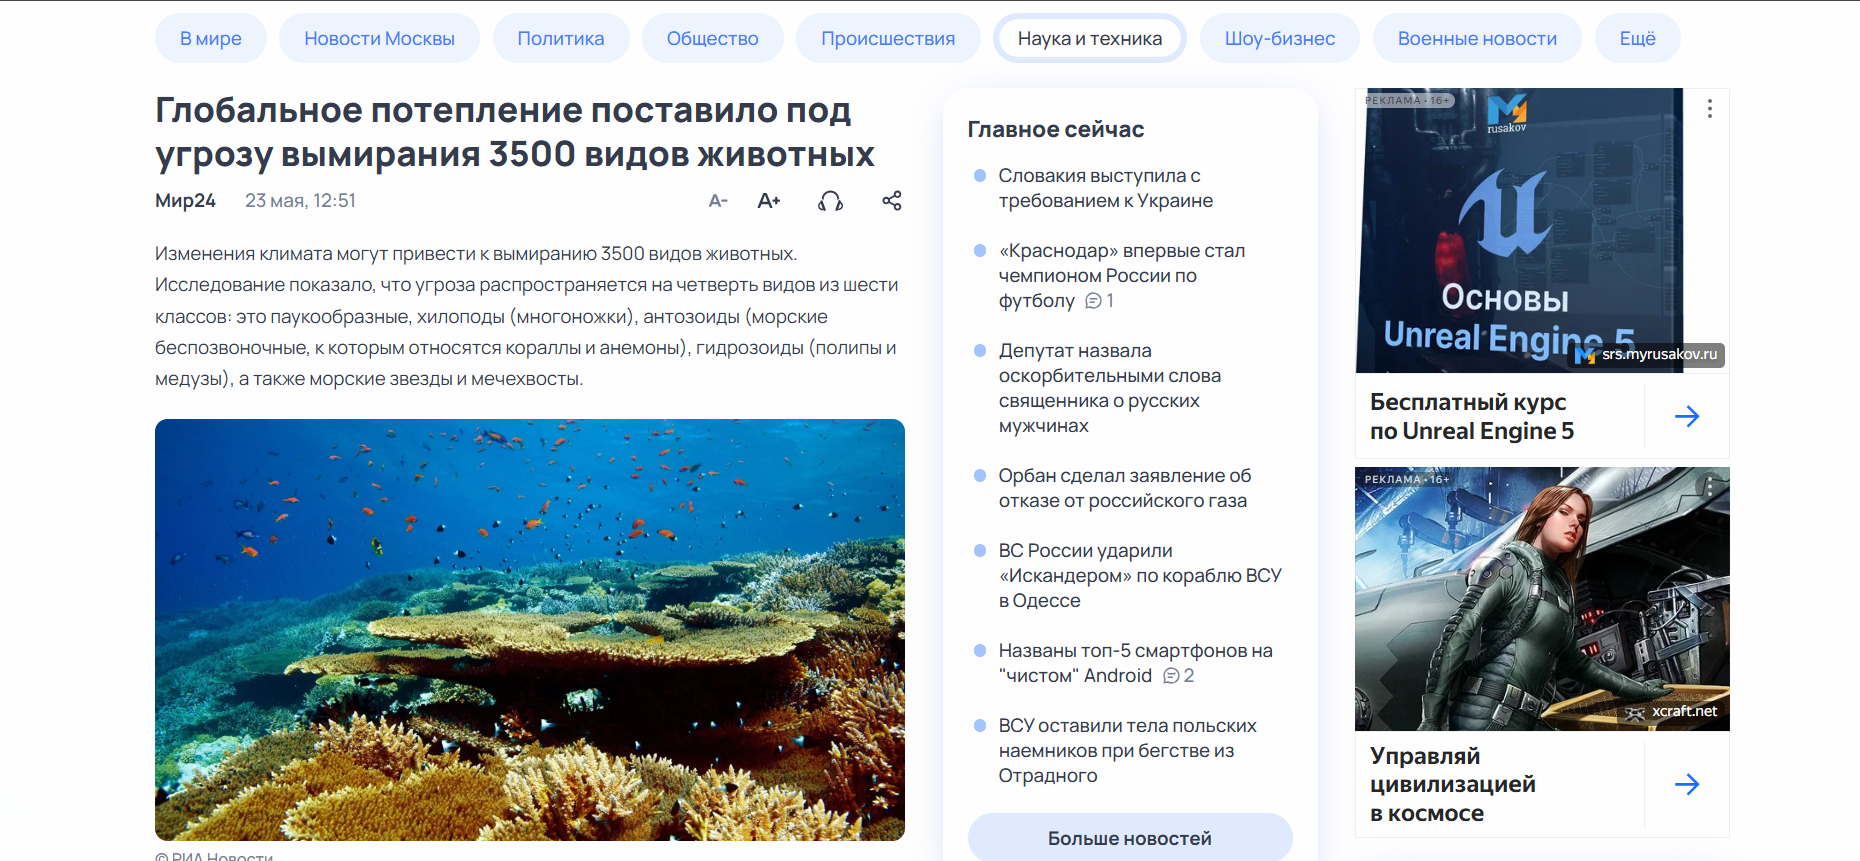 В мире
Новости Москвы
Политика
Общество
Происшествия
Наука и техника
Шоу-бизнес
Военные новости
Ещё
Глобальное потепление поставило под
угрозу вымирания 3500 видов животных
Мир24
23 мая, 12:51
A-
A+
Изменения климата могут привести к вымиранию 3500 видов животных.
Исследование показало, что угроза распространяется на четверть видов из шести
классов: это паукообразные, хилоподы (многоножки), антозоиды (морские
беспозвоночные, к которым относятся кораллы и анемоны), гидрозоиды (полипы и
медузы), а также морские звезды и мечехвосты.
© РИА Новости
Главное сейчас
Словакия выступила с
требованием к Украине
«Краснодар» впервые стал
чемпионом России по
футболу 1
Депутат назвала
оскорбительными слова
священника о русских
мужчинах
Орбан сделал заявление об
отказе от российского газа
ВС России ударили
«Искандером» по кораблю ВСУ
в Одессе
Названы топ-5 смартфонов на
"чистом" Android 2
ВСУ оставили тела польских
наемников при бегстве из
Отрадного
Больше новостей
РЕКЛАМА • 16+
rusakov
Основы
Unreal Engine 5
srs.myrusakov.ru
Бесплатный курс
по Unreal Engine 5
РЕКЛАМА • 16+
xcraft.net
Управляй
цивилизацией
в космосе